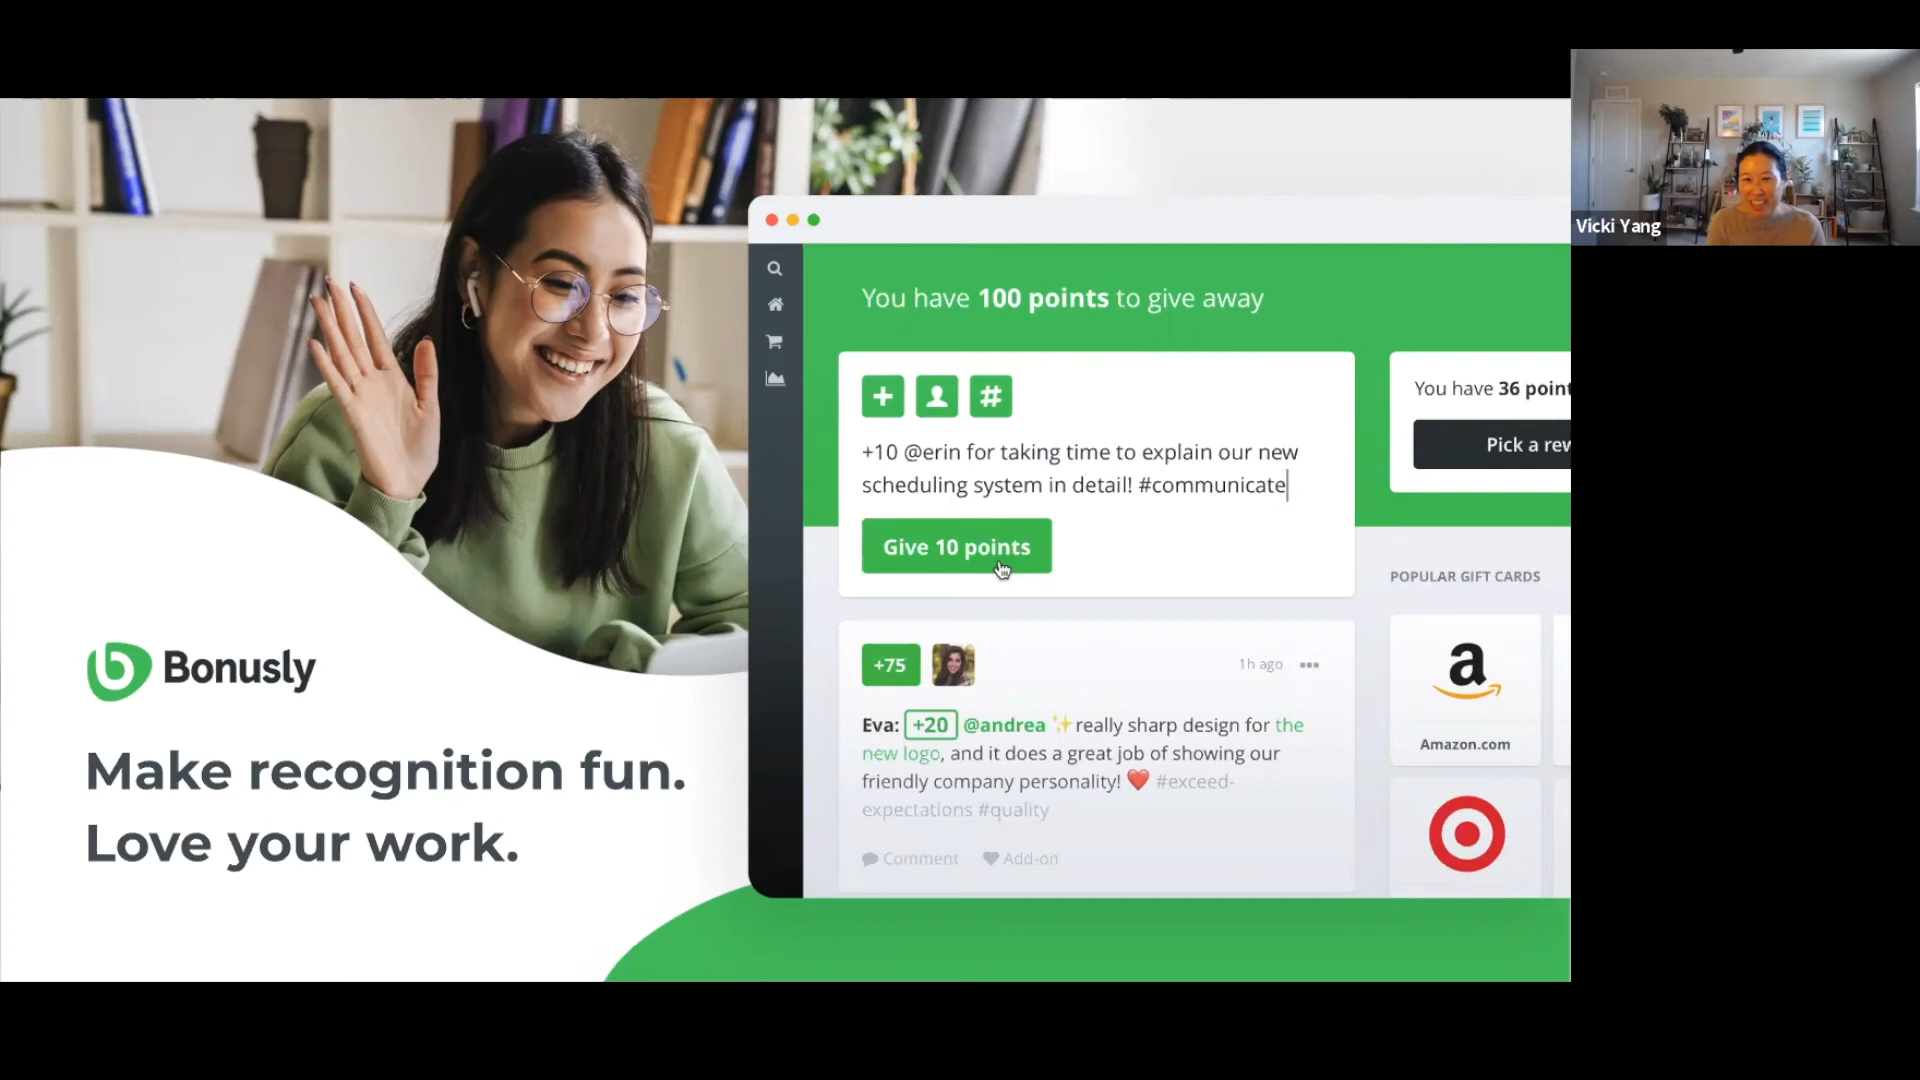 Vicki Yang
You have 100 points to give away
+10 @erin for taking time to explain our new
scheduling system in detail! #communicate
Give 10 points
You have 36 point
Pick a rew
POPULAR GIFT CARDS
+75
1h ago
Eva: +20 @andrea ✨ really sharp design for the
new logo, and it does a great job of showing our
friendly company personality! ❤️ #exceed-
expectations #quality
Comment Add-on
a
Amazon.com
b Bonusly
Make recognition fun.
Love your work.